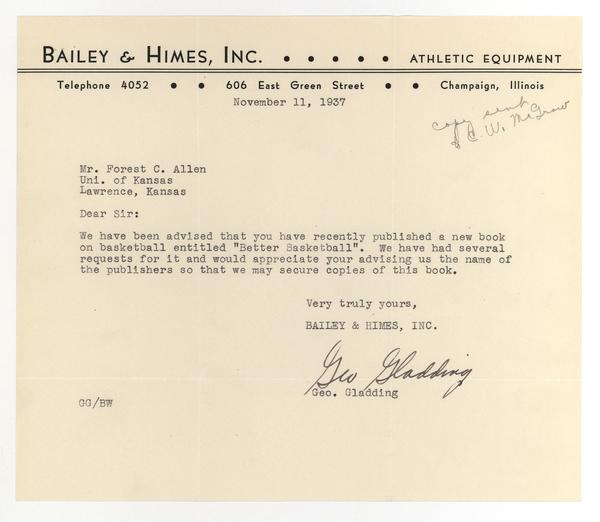 BAILEY & HIMES, INC. • • • • • ATHLETIC EQUIPMENT
Telephone 4052 • • 606 East Green Street • • Champaign, Illinois
November 11, 1937
copy sent
C. W. McGraw
Mr. Forest C. Allen
Uni. of Kansas
Lawrence, Kansas
Dear Sir:
We have been advised that you have recently published a new book
on basketball entitled "Better Basketball". We have had several
requests for it and would appreciate your advising us the name of
the publishers so that we may secure copies of this book.
Very truly yours,
BAILEY & HIMES, INC.
Geo Gladding
Geo. Gladding
GG/BW